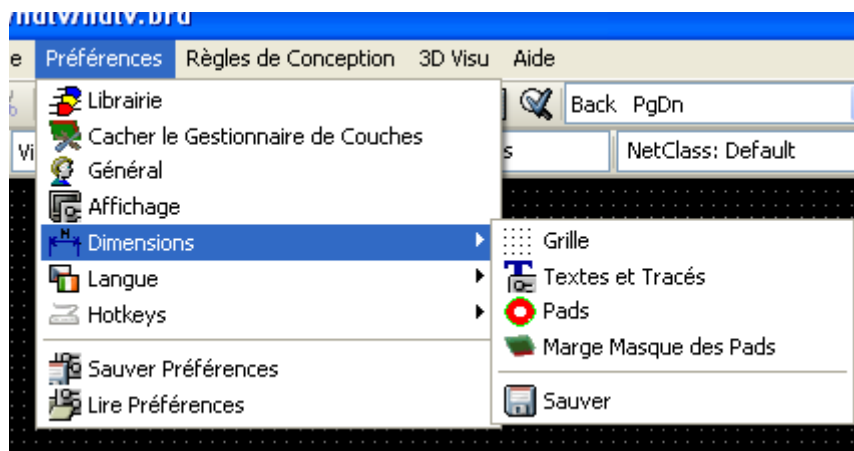 e Préférences Règles de Conception 3D Visu Aide
Librairie
Back PgDn
Cacher le Gestionnaire de Couches
Vi
s
NetClass: Default
Général
Affichage
Dimensions
Grille
Langue
Textes et Tracés
Hotkeys
Pads
Marge Masque des Pads
Sauver Préférences
Lire Préférences
Sauver